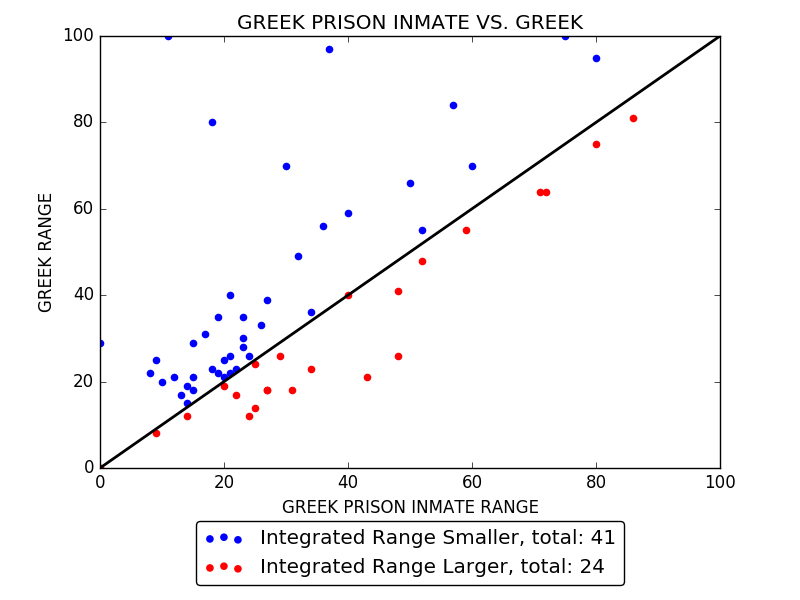 GREEK PRISON INMATE VS. GREEK
100
80
60
40
20
0
GREEK RANGE
0 20 40 60 80 100
GREEK PRISON INMATE RANGE
Integrated Range Smaller, total: 41
Integrated Range Larger, total: 24